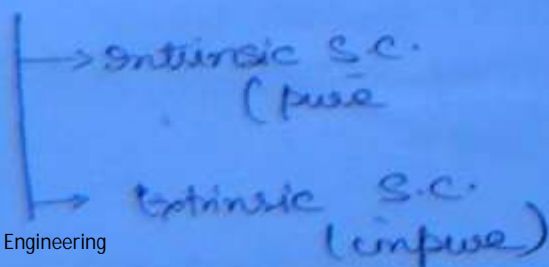 → Intrinsic S.C.
(pure
→ Extrinsic S.C.
(impure)
Engineering